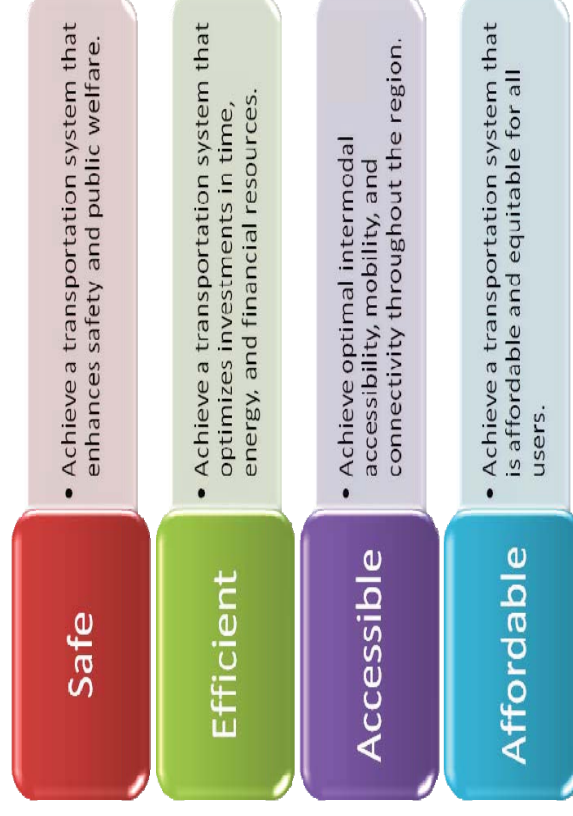 Safe
• Achieve a transportation system that
enhances safety and public welfare.
Efficient
• Achieve a transportation system that
optimizes investments in time,
energy, and financial resources.
Accessible
• Achieve optimal intermodal
accessibility, mobility, and
connectivity throughout the region.
Affordable
• Achieve a transportation system that
is affordable and equitable for all
users.